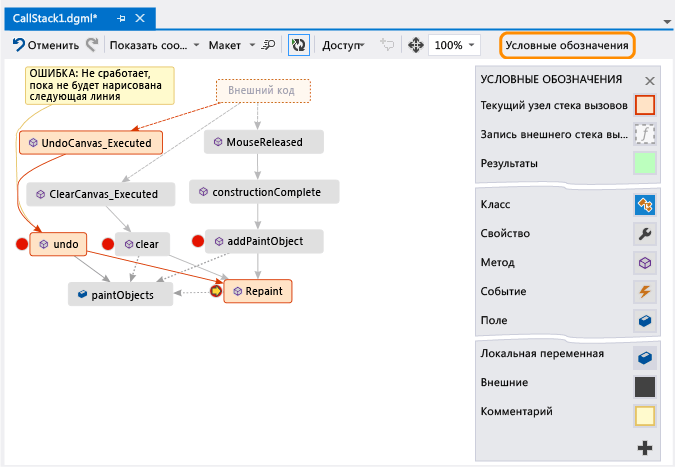 CallStack1.dgml*
Отменить
Показать соо...
Макет
Доступ
100%
Условные обозначения
ОШИБКА: Не сработает,
пока не будет нарисована
следующая линия
Внешний код
UndoCanvas_Executed
MouseReleased
ClearCanvas_Executed
constructionComplete
undo
clear
addPaintObject
paintObjects
Repaint
УСЛОВНЫЕ ОБОЗНАЧЕНИЯ
Текущий узел стека вызовов
Запись внешнего стека вы...
Результаты
Класс
Свойство
Метод
Событие
Поле
Локальная переменная
Внешние
Комментарий